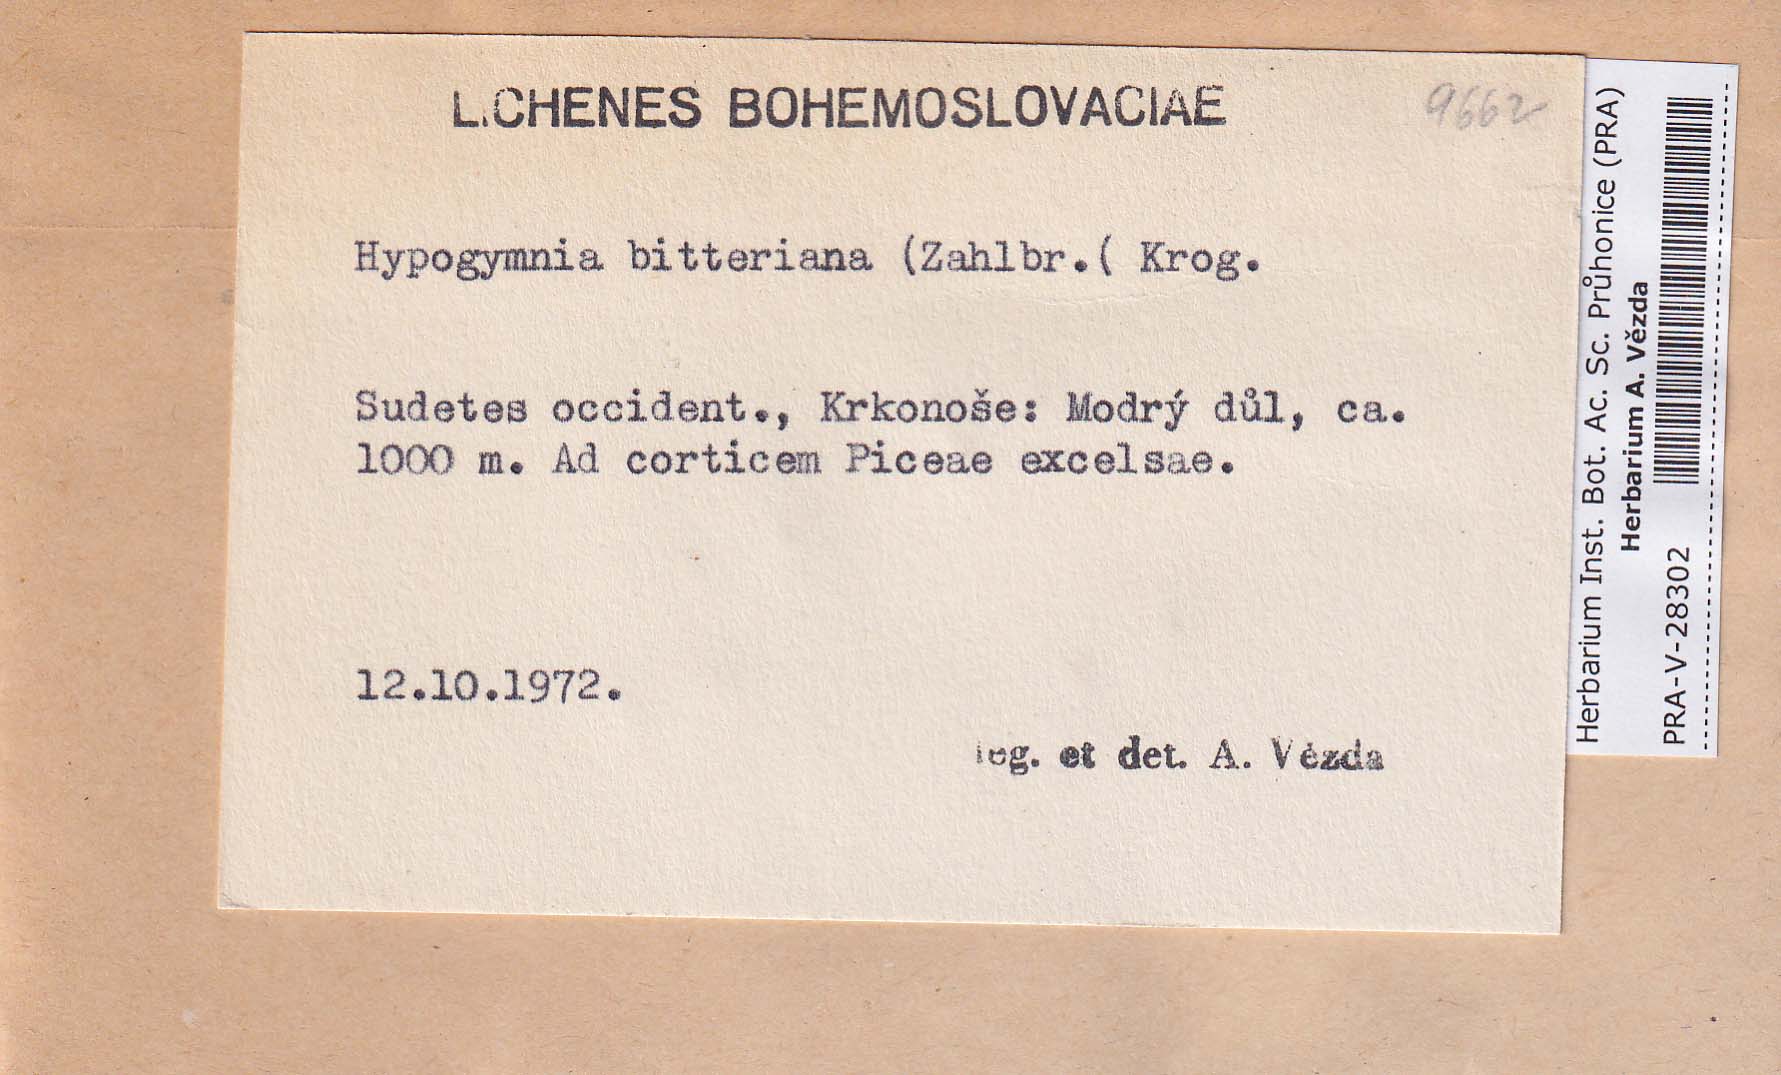 LICHENES BOHEMOSLOVACIAE
9662
Hypogymnia bitteriana (Zahlbr.( Krog.
Sudetes occident., Krkonoše: Modrý důl, ca.
1000 m. Ad corticem Piceae excelsae.
12.10.1972.
leg. et det. A. Vězda
Herbarium Inst. Bot. Ac. Sc. Průhonice (PRA)
Herbarium A. Vězda
PRA-V-28302